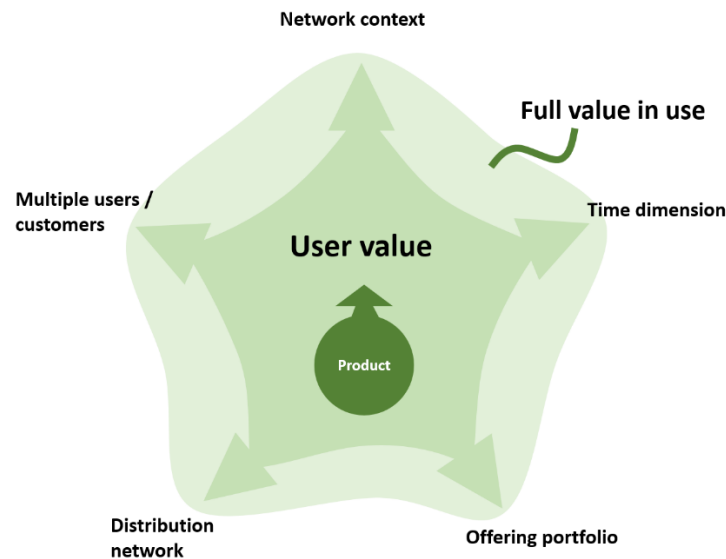 Network context
Full value in use
Multiple users /
customers
Time dimension
User value
Product
Distribution
network
Offering portfolio